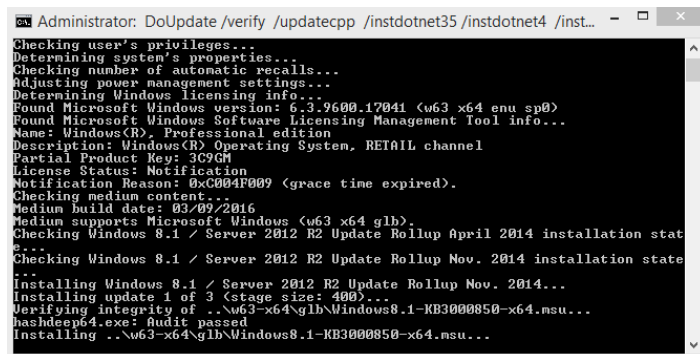 Administrator: DoUpdate /verify /updatecpp /instdotnet35 /instdotnet4 /inst...
Checking user's privileges...
Determining system's properties...
Checking number of automatic recalls...
Adjusting power management settings...
Determining Windows licensing info...
Found Microsoft Windows version: 6.3.9600.17041 (w63 x64 enu sp0)
Found Microsoft Windows Software Licensing Management Tool info...
Name: Windows(R), Professional edition
Description: Windows(R) Operating System, RETAIL channel
Partial Product Key: 3C9GM
License Status: Notification
Notification Reason: 0xC004F009 (grace time expired).
Checking medium content...
Medium build date: 03/09/2016
Medium supports Microsoft Windows (w63 x64 glb).
Checking Windows 8.1 / Server 2012 R2 Update Rollup April 2014 installation stat
e...
Checking Windows 8.1 / Server 2012 R2 Update Rollup Nov. 2014 installation state
...
Installing Windows 8.1 / Server 2012 R2 Update Rollup Nov. 2014...
Installing update 1 of 3 (stage size: 400)...
Verifying integrity of ..\w63-x64\glb\Windows8.1-KB3000850-x64.msu...
hashdeep64.exe: Audit passed
Installing ..\w63-x64\glb\Windows8.1-KB3000850-x64.msu...